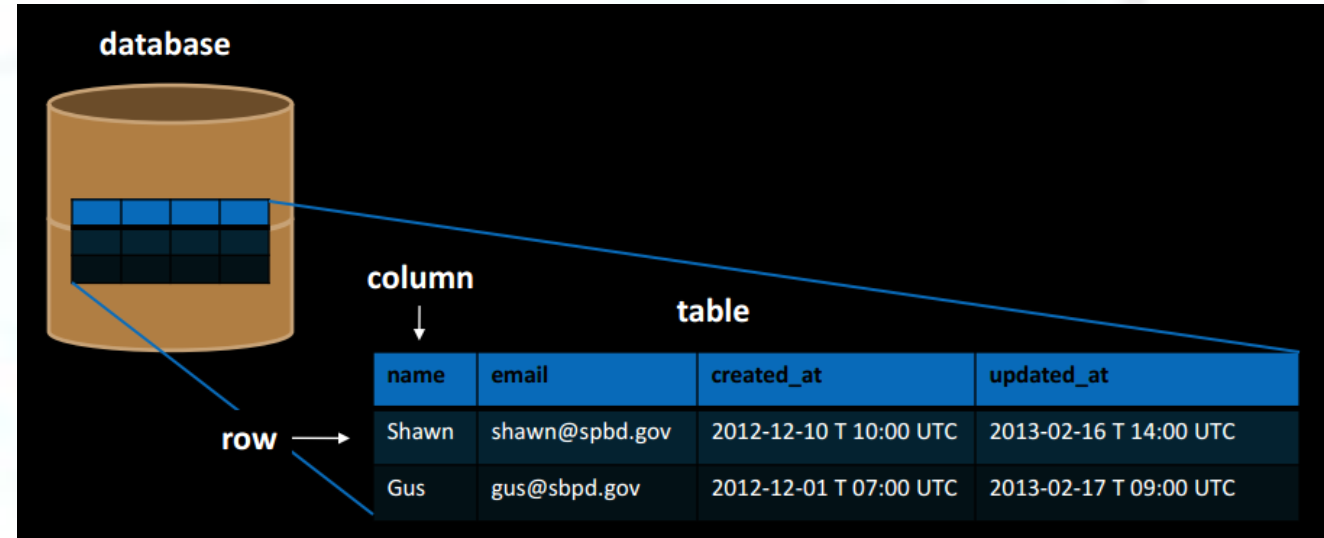 database
column
table
name email created_at updated_at
row
Shawn shawn@spbd.gov 2012-12-10 T 10:00 UTC 2013-02-16 T 14:00 UTC
Gus gus@sbpd.gov 2012-12-01 T 07:00 UTC 2013-02-17 T 09:00 UTC